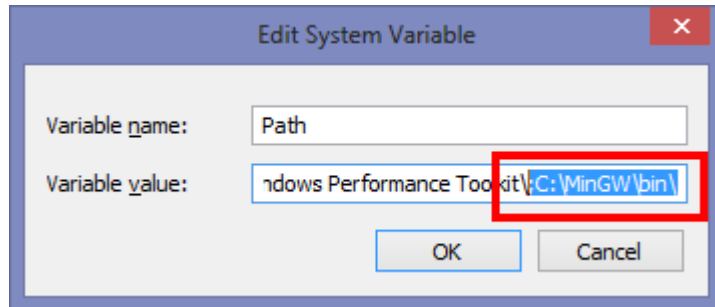 Edit System Variable
Variable name: Path
Variable value: ndows Performance Toolkit\;C:\MinGW\bin\
OK Cancel